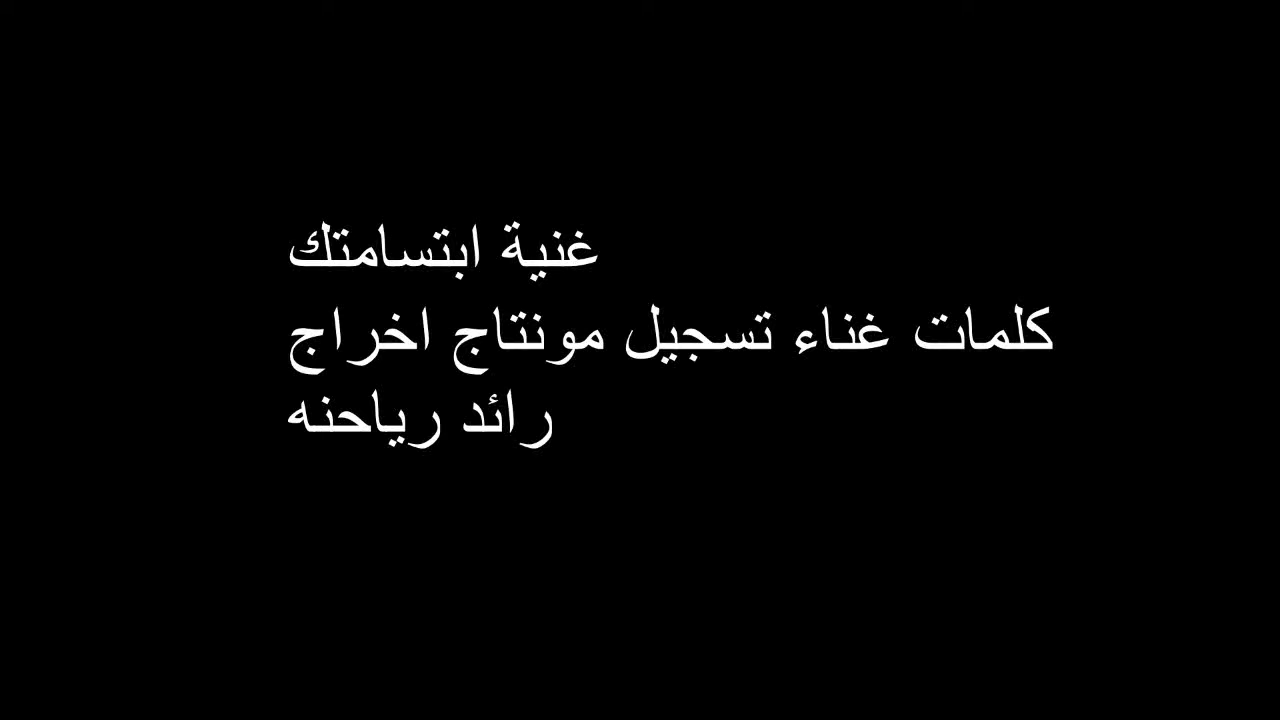 غنية ابتسامتك
كلمات غناء تسجيل مونتاج اخراج
رائد رياحنه